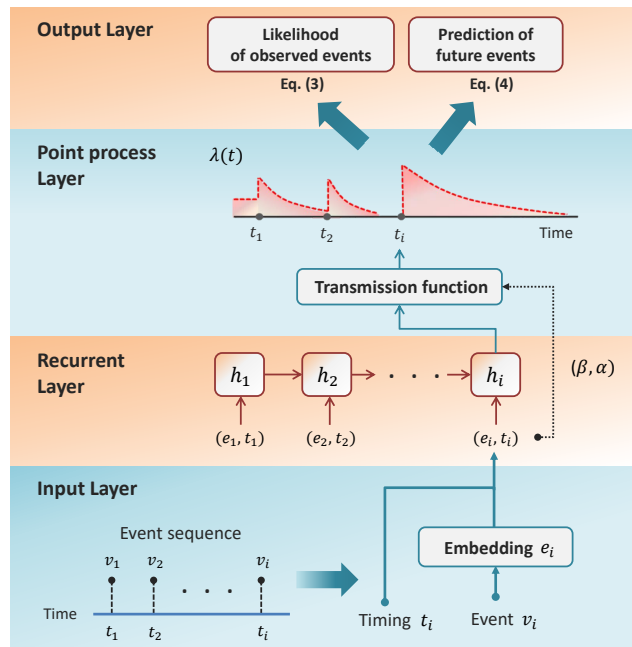 Output Layer
Likelihood
of observed events
Eq. (3)
Prediction of
future events
Eq. (4)
Point process
Layer
λ(t)
t₁ t₂ tᵢ Time
Transmission function
Recurrent
Layer
h₁ h₂ · · · hᵢ
(β, α)
(e₁, t₁) (e₂, t₂) (eᵢ, tᵢ)
Input Layer
Event sequence
v₁ v₂ · · · vᵢ
Time
t₁ t₂ tᵢ
Embedding eᵢ
Timing tᵢ
Event vᵢ